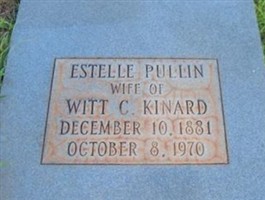 ESTELLE PULLIN
WIFE OF
WITT C. KINARD
DECEMBER 10, 1881
OCTOBER 8, 1970